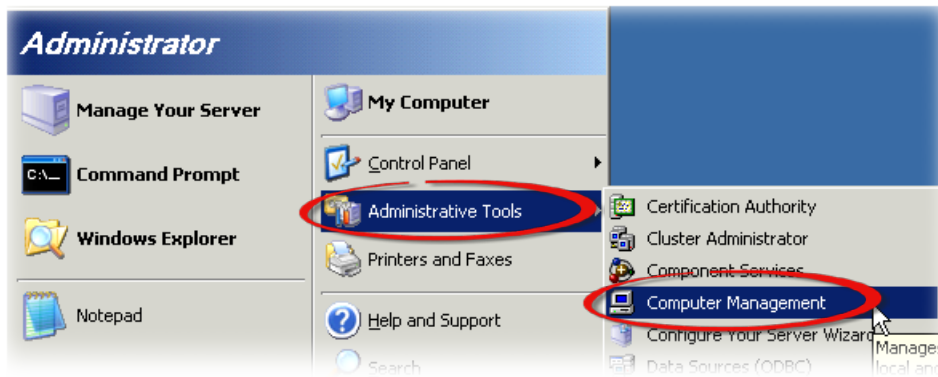 Administrator
Manage Your Server
Command Prompt
C:\_
Windows Explorer
Notepad
My Computer
Control Panel
Administrative Tools
Printers and Faxes
Help and Support
Search
Certification Authority
Cluster Administrator
Component Services
Computer Management
Configure Your Server Wizard
Data Sources (ODBC)
Manages
local and